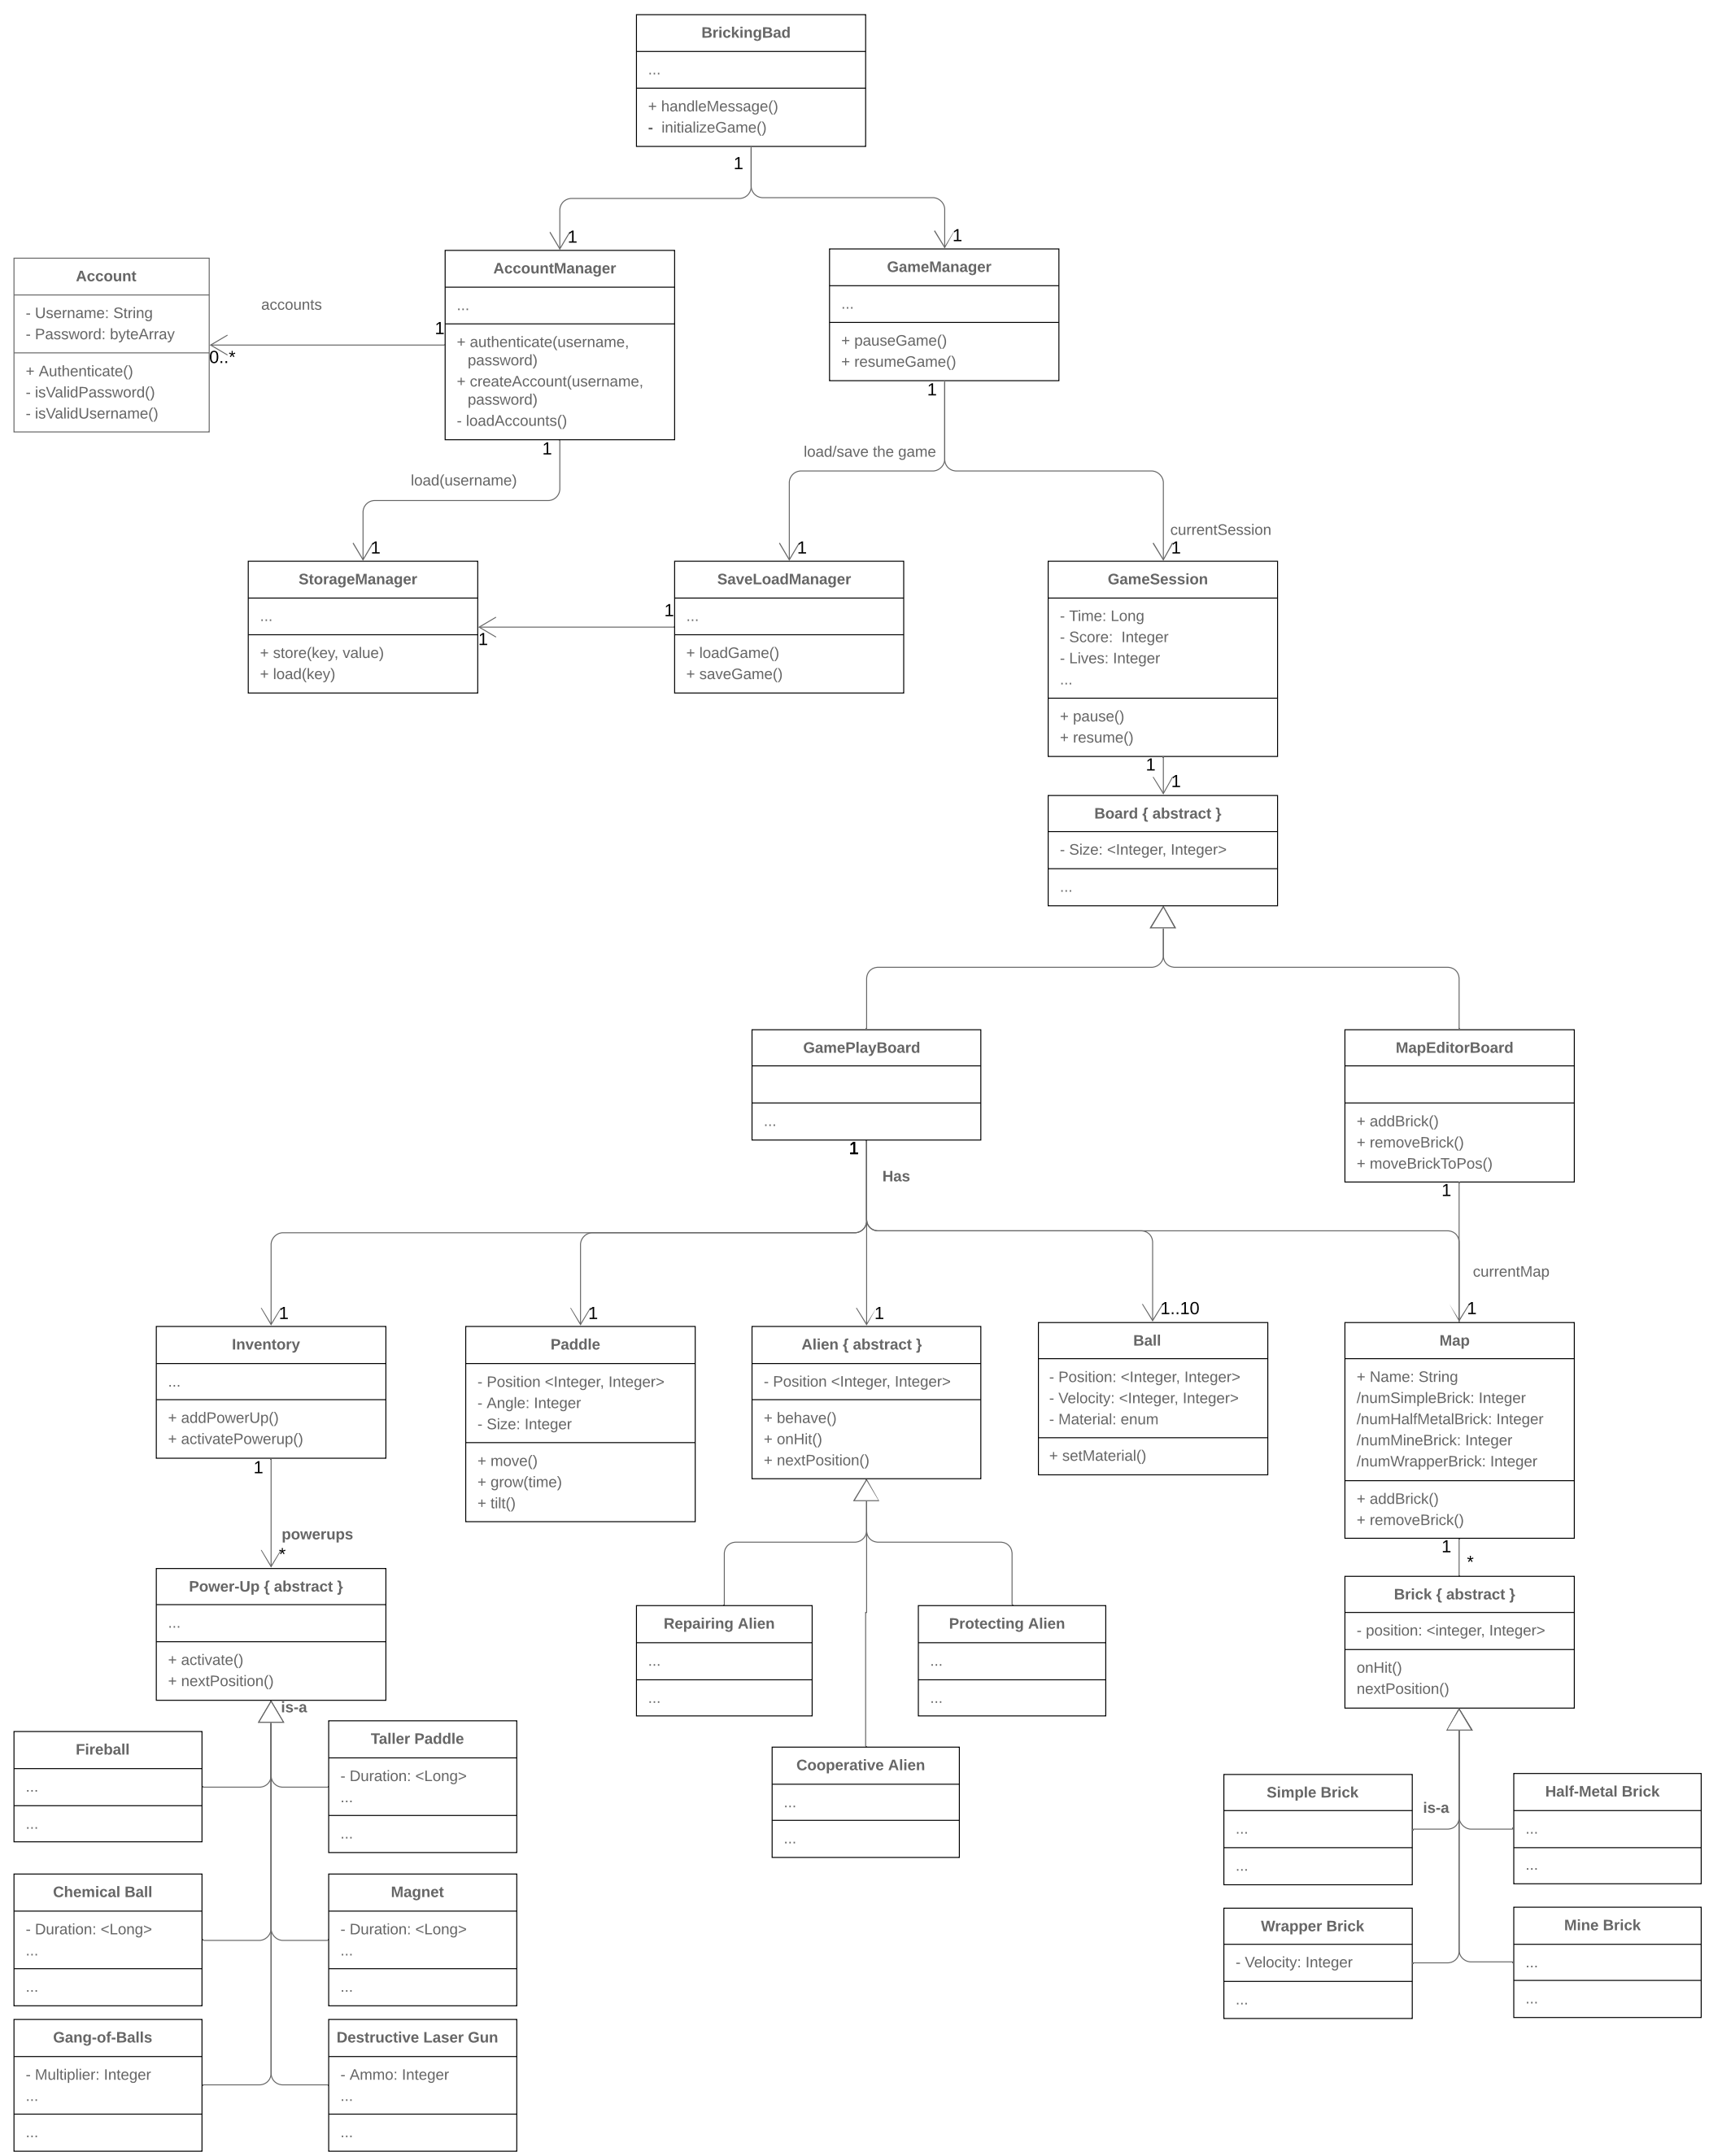 BrickingBad
...
+ handleMessage()
- initializeGame()
1
1
1
Account
- Username: String
- Password: byteArray
+ Authenticate()
- isValidPassword()
- isValidUsername()
accounts
1
0..*
AccountManager
...
+ authenticate(username,
password)
+ createAccount(username,
password)
- loadAccounts()
GameManager
...
+ pauseGame()
+ resumeGame()
1
1
load(username)
load/save the game
currentSession
1
1
1
StorageManager
...
+ store(key, value)
+ load(key)
1
1
SaveLoadManager
...
+ loadGame()
+ saveGame()
GameSession
- Time: Long
- Score:  Integer
- Lives: Integer
...
+ pause()
+ resume()
1
1
Board { abstract }
- Size: <Integer, Integer>
...
GamePlayBoard
...
MapEditorBoard
+ addBrick()
+ removeBrick()
+ moveBrickToPos()
1
Has
1
currentMap
1
1
1
1..10
1
Inventory
...
+ addPowerUp()
+ activatePowerup()
Paddle
- Position <Integer, Integer>
- Angle: Integer
- Size: Integer
+ move()
+ grow(time)
+ tilt()
Alien { abstract }
- Position <Integer, Integer>
+ behave()
+ onHit()
+ nextPosition()
Ball
- Position: <Integer, Integer>
- Velocity: <Integer, Integer>
- Material: enum
+ setMaterial()
Map
+ Name: String
/numSimpleBrick: Integer
/numHalfMetalBrick: Integer
/numMineBrick: Integer
/numWrapperBrick: Integer
+ addBrick()
+ removeBrick()
1
powerups
*
1
*
Power-Up { abstract }
...
+ activate()
+ nextPosition()
Repairing Alien
...
...
Protecting Alien
...
...
Brick { abstract }
- position: <integer, Integer>
onHit()
nextPosition()
is-a
Fireball
...
...
Taller Paddle
- Duration: <Long>
...
...
Cooperative Alien
...
...
Simple Brick
...
...
is-a
Half-Metal Brick
...
...
Chemical Ball
- Duration: <Long>
...
...
Magnet
- Duration: <Long>
...
...
Wrapper Brick
- Velocity: Integer
...
Mine Brick
...
...
Gang-of-Balls
- Multiplier: Integer
...
...
Destructive Laser Gun
- Ammo: Integer
...
...